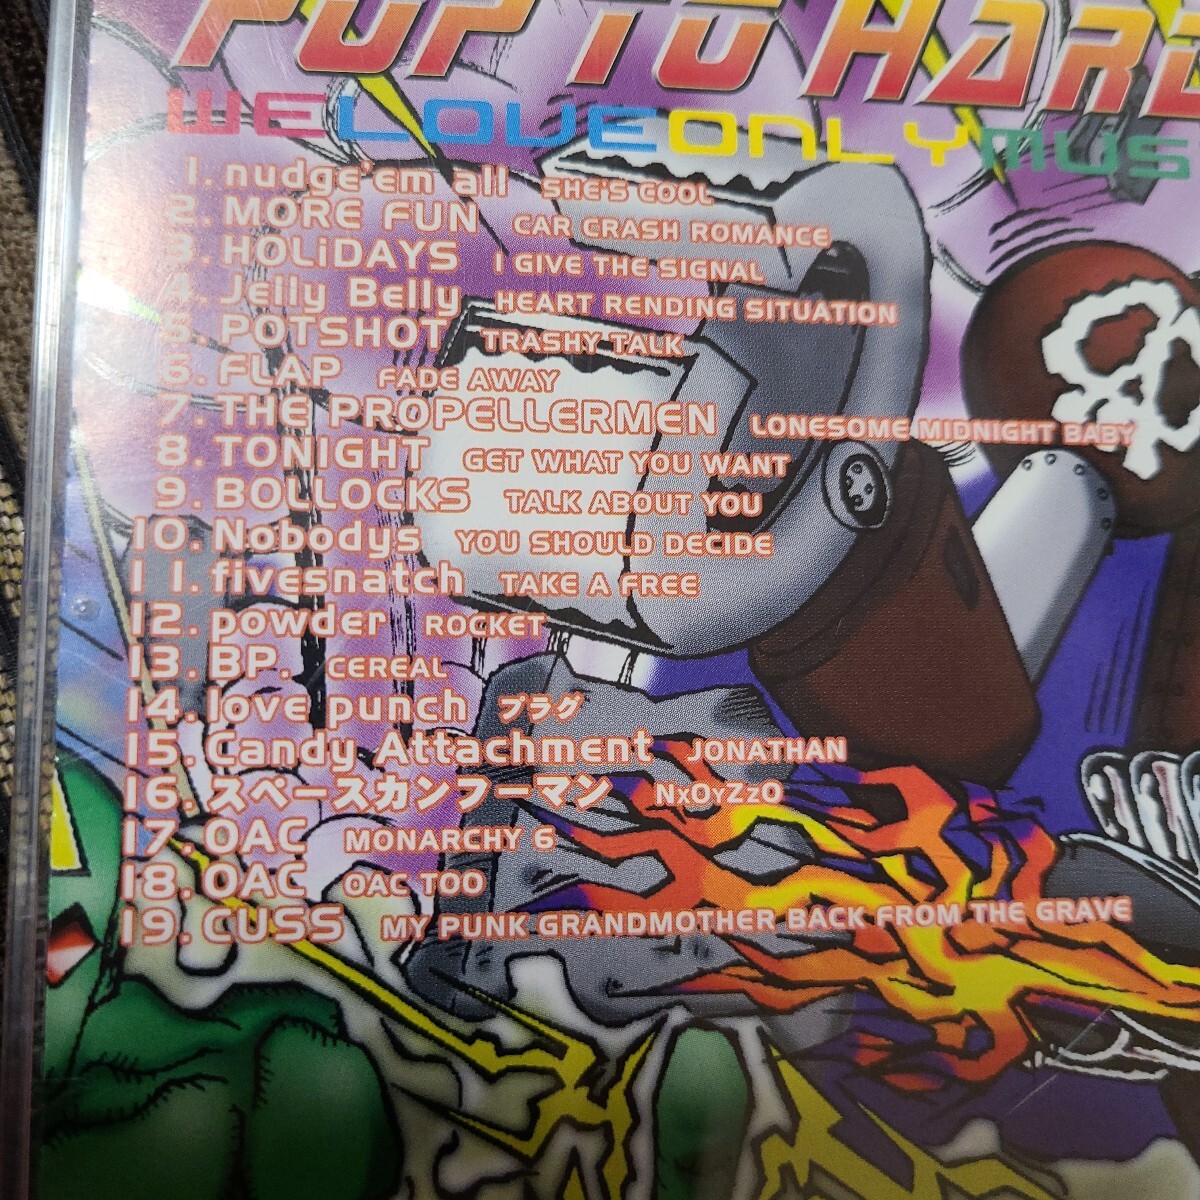 POP TO HARD
WE LOVE ONLY MUS
1. nudge'em all SHE'S COOL
2. MORE FUN CAR CRASH ROMANCE
3. HOLiDAYS I GIVE THE SIGNAL
4. Jelly Belly HEART RENDING SITUATION
5. POTSHOT TRASHY TALK
6. FLAP FADE AWAY
7. THE PROPELLERMEN LONESOME MIDNIGHT BABY
8. TONIGHT GET WHAT YOU WANT
9. BOLLOCKS TALK ABOUT YOU
10. Nobodys YOU SHOULD DECIDE
11. fivesnatch TAKE A FREE
12. powder ROCKET
13. BP. CEREAL
14. love punch プラグ
15. Candy Attachment JONATHAN
16. スペースカンフーマン NxOyZzO
17. OAC MONARCHY 6
18. OAC OAC TOO
19. CUSS MY PUNK GRANDMOTHER BACK FROM THE GRAVE